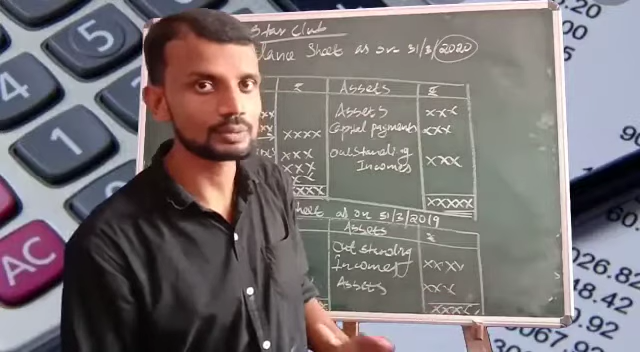 Star Club
Balance Sheet as on 31/3/2020
₹ Assets ₹
Assets xxx
xxxx Capital payments xxx
xxx Outstanding
xxx Incomes xxx
xxxx xxxxx
Sheet as on 31/3/2019
Assets ₹
Outstanding
Incomes xxxx
Assets xxx
xxxx
5
4
1
2
AC